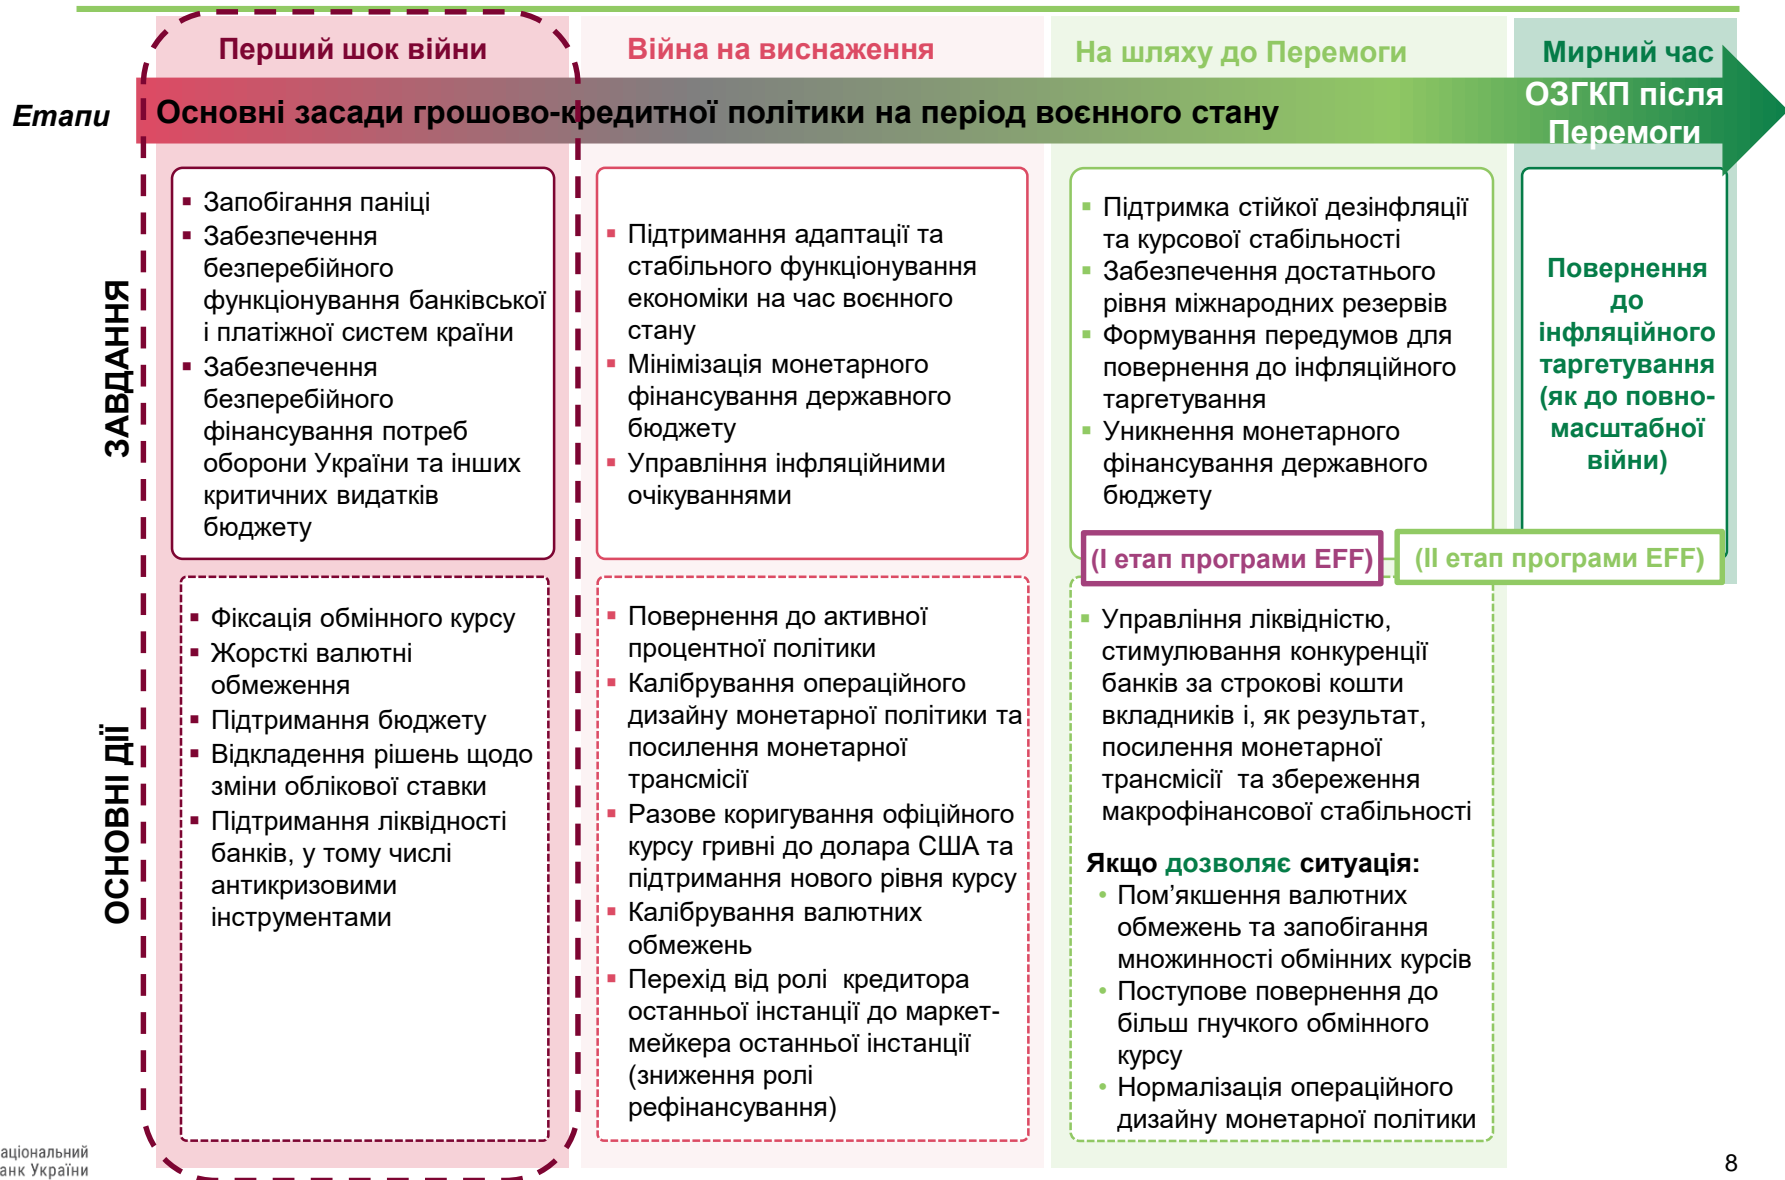 Перший шок війни
Війна на виснаження
На шляху до Перемоги
Мирний час
Етапи
Основні засади грошово-кредитної політики на період воєнного стану
ОЗГКП після
Перемоги
ЗАВДАННЯ
▪ Запобігання паніці
▪ Забезпечення
безперебійного
функціонування банківської
і платіжної систем країни
▪ Забезпечення
безперебійного
фінансування потреб
оборони України та інших
критичних видатків
бюджету
▪ Підтримання адаптації та
стабільного функціонування
економіки на час воєнного
стану
▪ Мінімізація монетарного
фінансування державного
бюджету
▪ Управління інфляційними
очікуваннями
▪ Підтримка стійкої дезінфляції
та курсової стабільності
▪ Забезпечення достатнього
рівня міжнародних резервів
▪ Формування передумов для
повернення до інфляційного
таргетування
▪ Уникнення монетарного
фінансування державного
бюджету
Повернення
до
інфляційного
таргетування
(як до повно-
масштабної
війни)
(І етап програми EFF)
(ІІ етап програми EFF)
ОСНОВНІ ДІЇ
▪ Фіксація обмінного курсу
▪ Жорсткі валютні
обмеження
▪ Підтримання бюджету
▪ Відкладення рішень щодо
зміни облікової ставки
▪ Підтримання ліквідності
банків, у тому числі
антикризовими
інструментами
▪ Повернення до активної
процентної політики
▪ Калібрування операційного
дизайну монетарної політики та
посилення монетарної
трансмісії
▪ Разове коригування офіційного
курсу гривні до долара США та
підтримання нового рівня курсу
▪ Калібрування валютних
обмежень
▪ Перехід від ролі кредитора
останньої інстанції до маркет-
мейкера останньої інстанції
(зниження ролі
рефінансування)
▪ Управління ліквідністю,
стимулювання конкуренції
банків за строкові кошти
вкладників і, як результат,
посилення монетарної
трансмісії та збереження
макрофінансової стабільності
Якщо дозволяє ситуація:
• Пом’якшення валютних
обмежень та запобігання
множинності обмінних курсів
• Поступове повернення до
більш гнучкого обмінного
курсу
• Нормалізація операційного
дизайну монетарної політики
аціональний
анк України
8